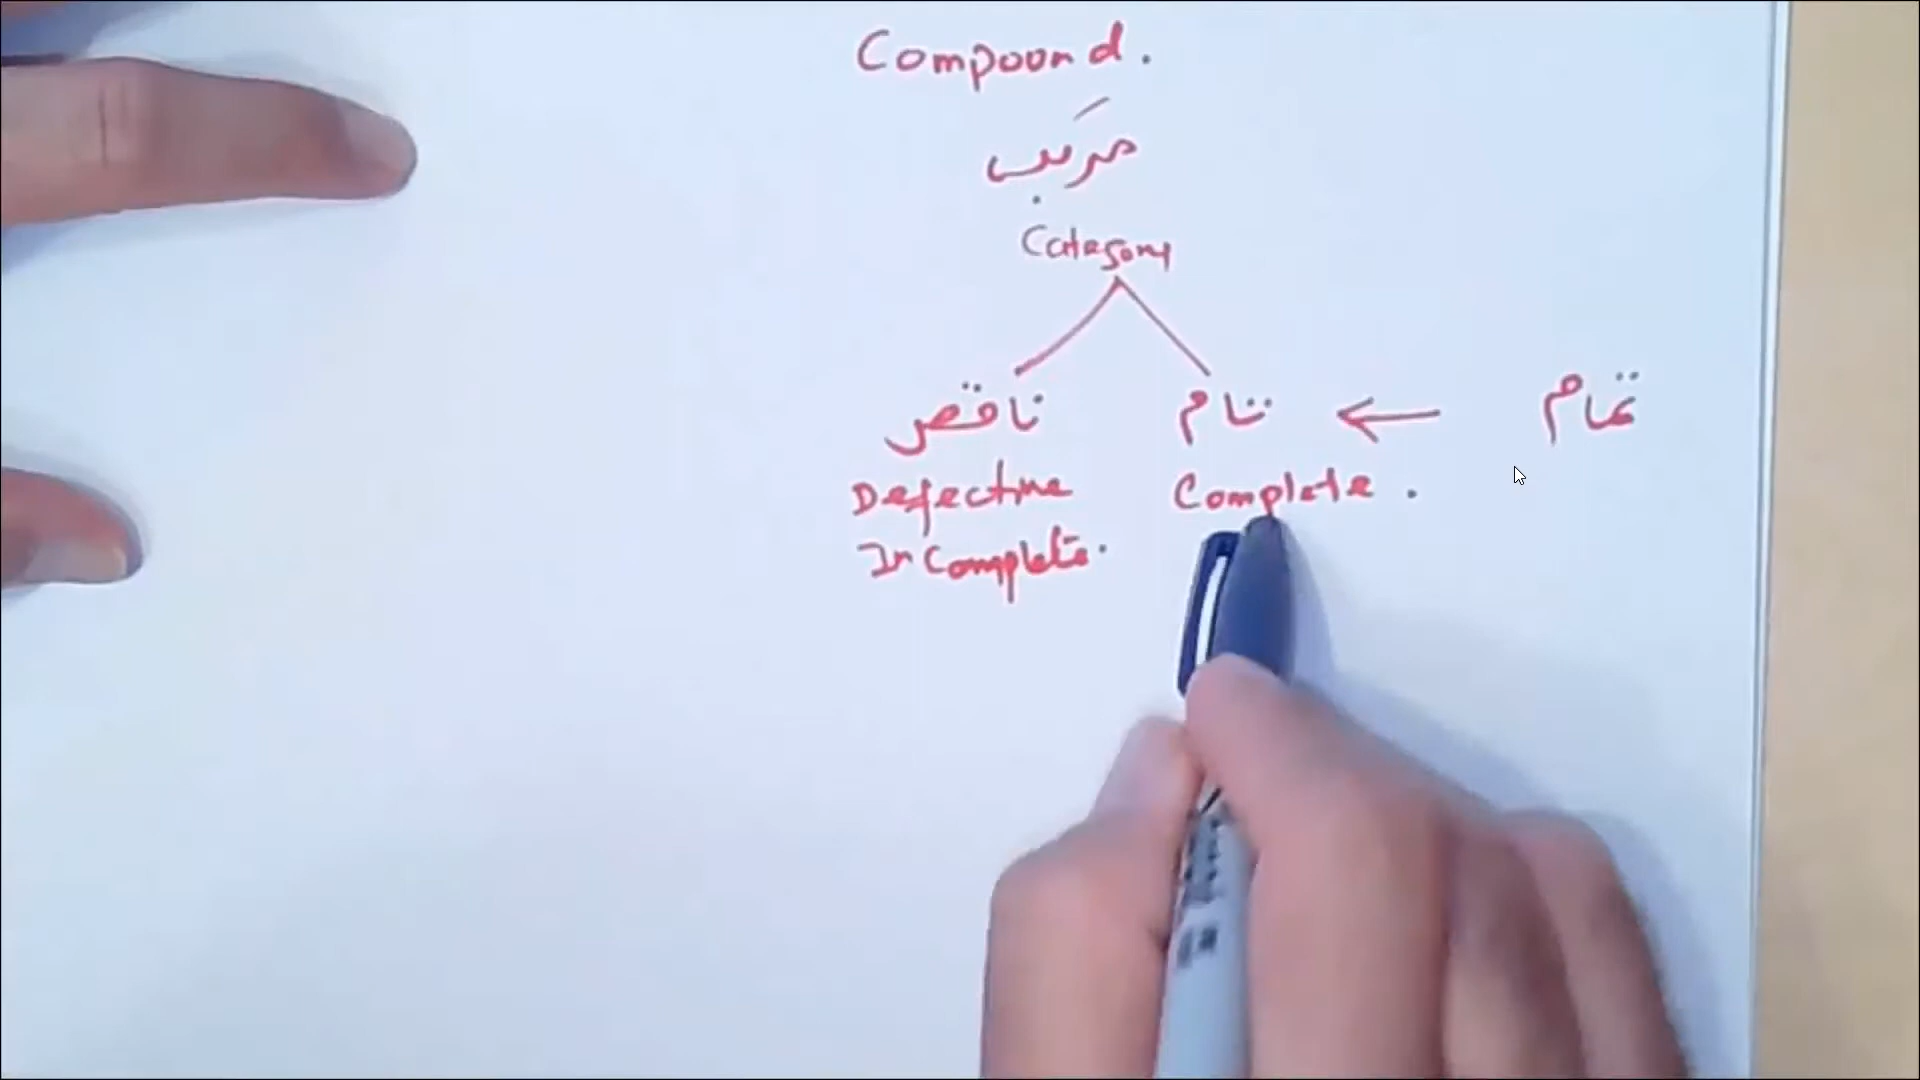 Compound.
مركب
Category
ناقص تام ← تمام
Defective Complete.
InComplete.